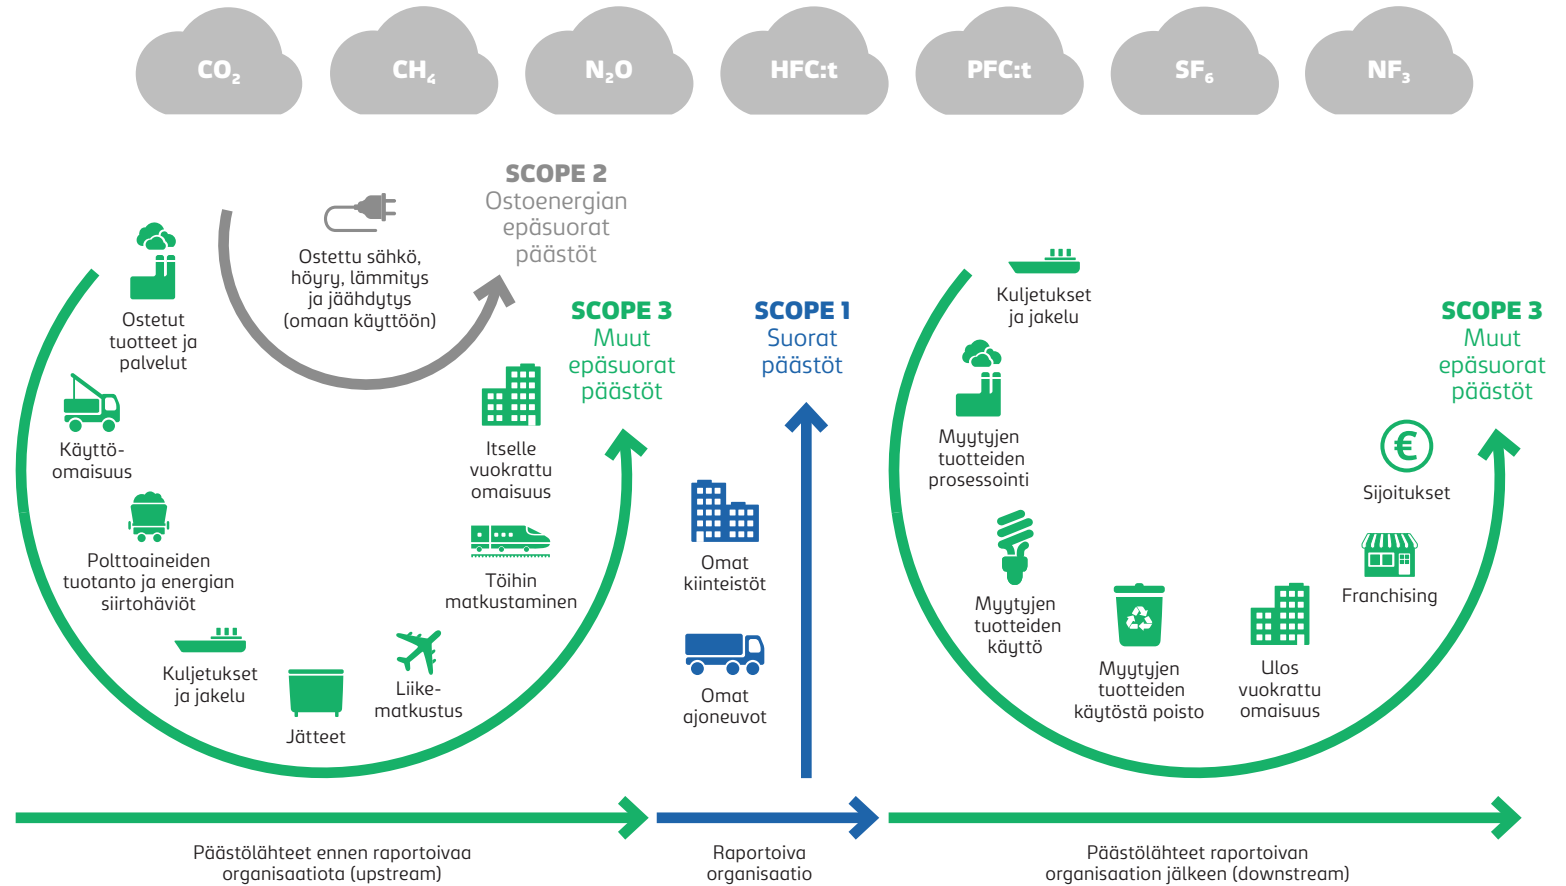 CO₂
CH₄
N₂O
HFC:t
PFC:t
SF₆
NF₃
SCOPE 2
Ostoenergian
epäsuorat
päästöt
Ostettu sähkö,
höyry, lämmitys
ja jäähdytys
(omaan käyttöön)
SCOPE 3
Muut
epäsuorat
päästöt
Ostetut
tuotteet ja
palvelut
Käyttö-
omaisuus
Polttoaineiden
tuotanto ja energian
siirtohäviöt
Kuljetukset
ja jakelu
Jätteet
Liike-
matkustus
Töihin
matkustaminen
Itselle
vuokrattu
omaisuus
SCOPE 1
Suorat
päästöt
Omat
kiinteistöt
Omat
ajoneuvot
Kuljetukset
ja jakelu
Myytyjen
tuotteiden
prosessointi
Myytyjen
tuotteiden
käyttö
Myytyjen
tuotteiden
käytöstä poisto
Ulos
vuokrattu
omaisuus
Franchising
€
Sijoitukset
SCOPE 3
Muut
epäsuorat
päästöt
Päästölähteet ennen raportoivaa
organisaatiota (upstream)
Raportoiva
organisaatio
Päästölähteet raportoivan
organisaation jälkeen (downstream)